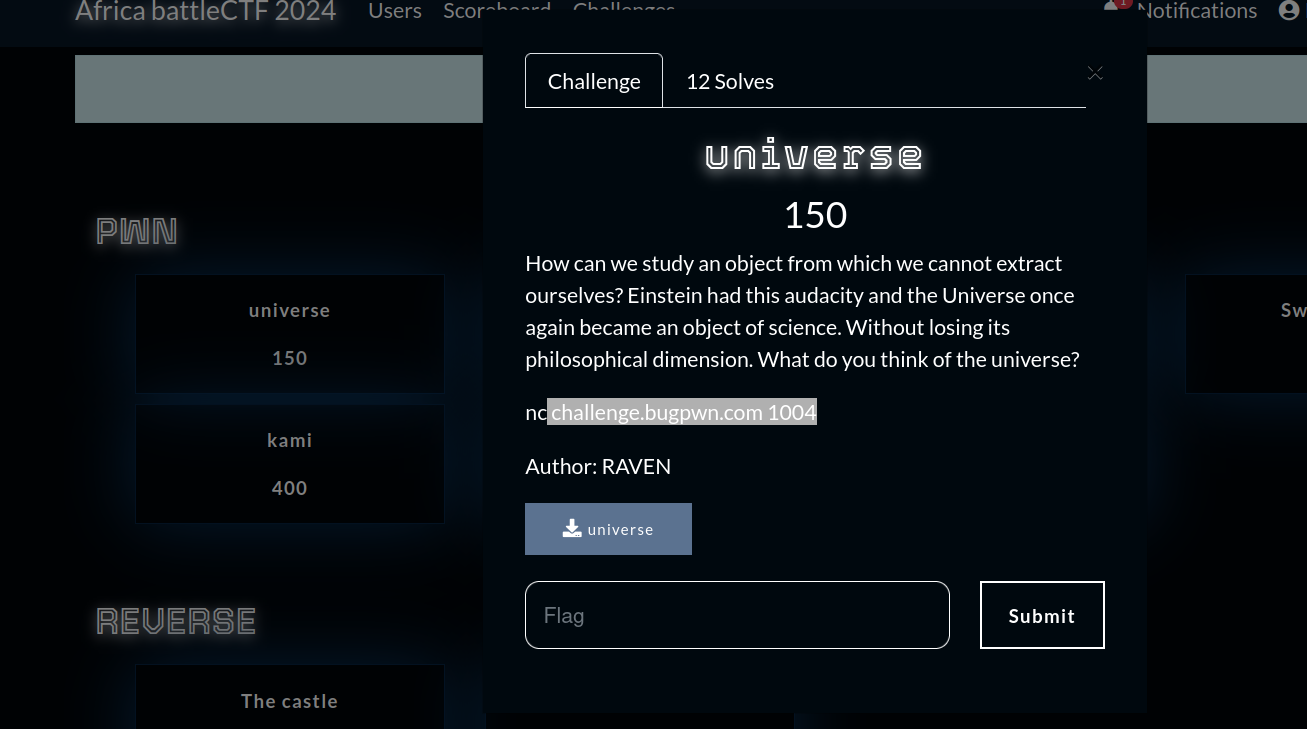 Africa battleCTF 2024 Users Scoreboard Challenges 1 Notifications
Challenge 12 Solves
universe
150
How can we study an object from which we cannot extract
ourselves? Einstein had this audacity and the Universe once
again became an object of science. Without losing its
philosophical dimension. What do you think of the universe?
nc challenge.bugpwn.com 1004
Author: RAVEN
universe
Flag Submit
PWN
universe
150
kami
400
Sw
REVERSE
The castle